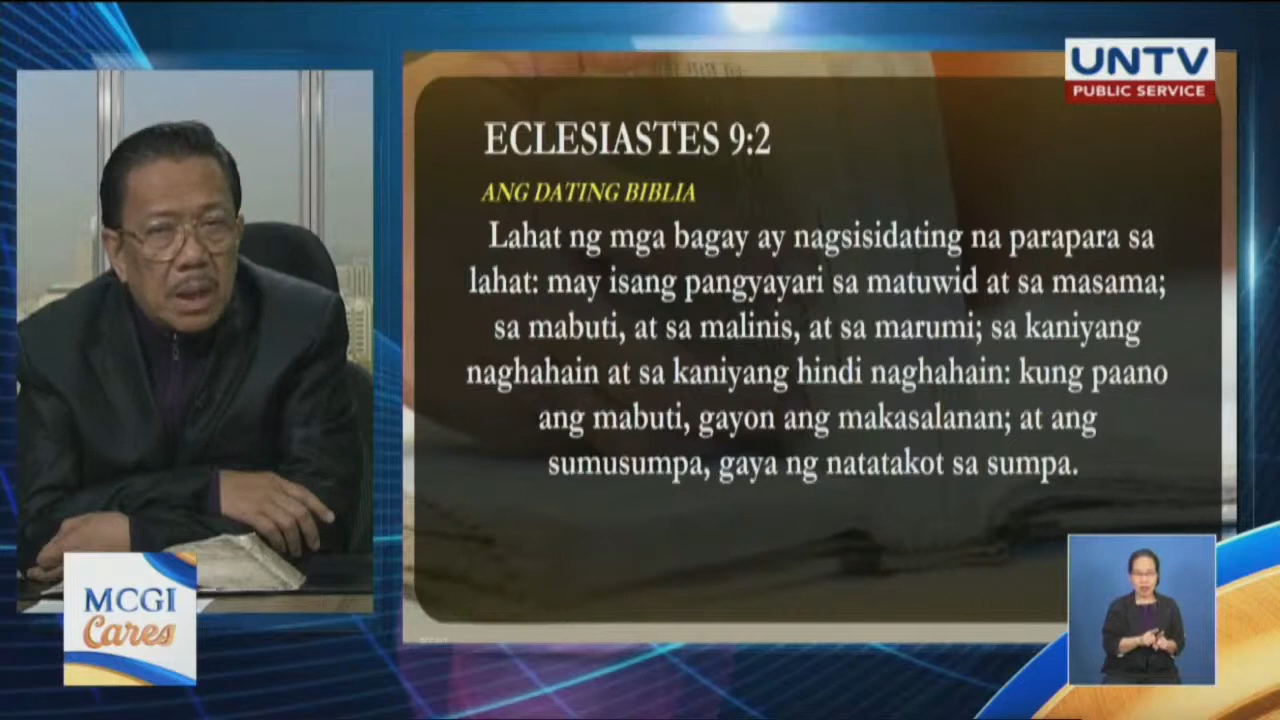 UNTV
PUBLIC SERVICE
ECLESIASTES 9:2
ANG DATING BIBLIA
Lahat ng mga bagay ay nagsisidating na parapara sa
lahat: may isang pangyayari sa matuwid at sa masama;
sa mabuti, at sa malinis, at sa marumi; sa kaniyang
naghahain at sa kaniyang hindi naghahain: kung paano
ang mabuti, gayon ang makasalanan; at ang
sumusumpa, gaya ng natatakot sa sumpa.
MCGI
Cares